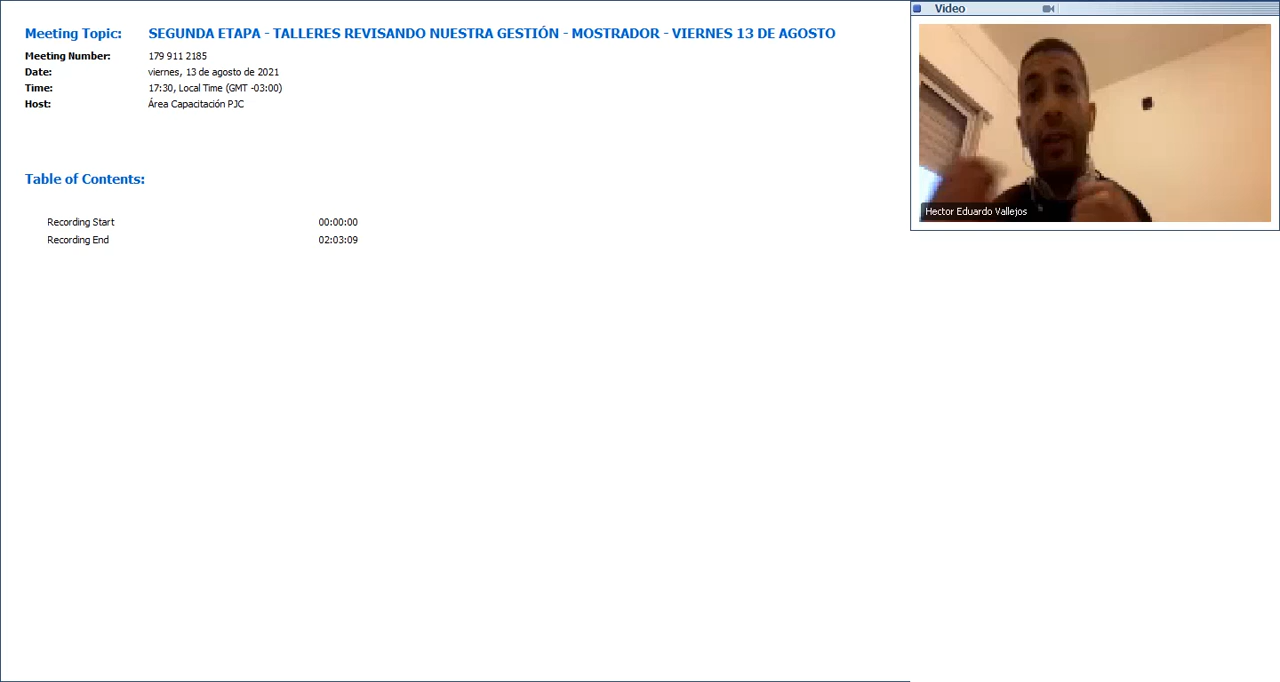 Meeting Topic: SEGUNDA ETAPA - TALLERES REVISANDO NUESTRA GESTIÓN - MOSTRADOR - VIERNES 13 DE AGOSTO
Meeting Number: 179 911 2185
Date: viernes, 13 de agosto de 2021
Time: 17:30, Local Time (GMT -03:00)
Host: Área Capacitación PJC
Table of Contents:
Recording Start 00:00:00
Recording End 02:03:09
Video
Hector Eduardo Vallejos